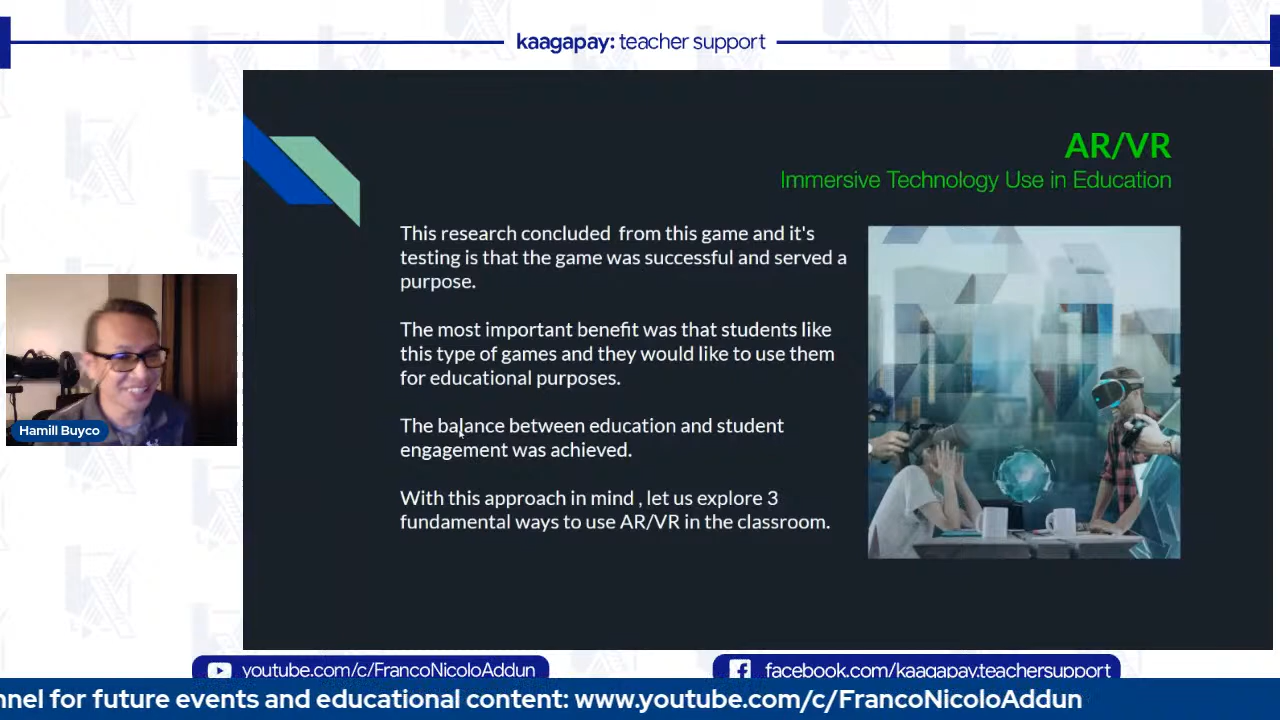 kaagapay: teacher support
AR/VR
Immersive Technology Use in Education
This research concluded from this game and it's
testing is that the game was successful and served a
purpose.
The most important benefit was that students like
this type of games and they would like to use them
for educational purposes.
The balance between education and student
engagement was achieved.
With this approach in mind , let us explore 3
fundamental ways to use AR/VR in the classroom.
Hamill Buyco
youtube.com/c/FrancoNicoloAddun
facebook.com/kaagapay.teachersupport
nnel for future events and educational content: www.youtube.com/c/FrancoNicoloAddun